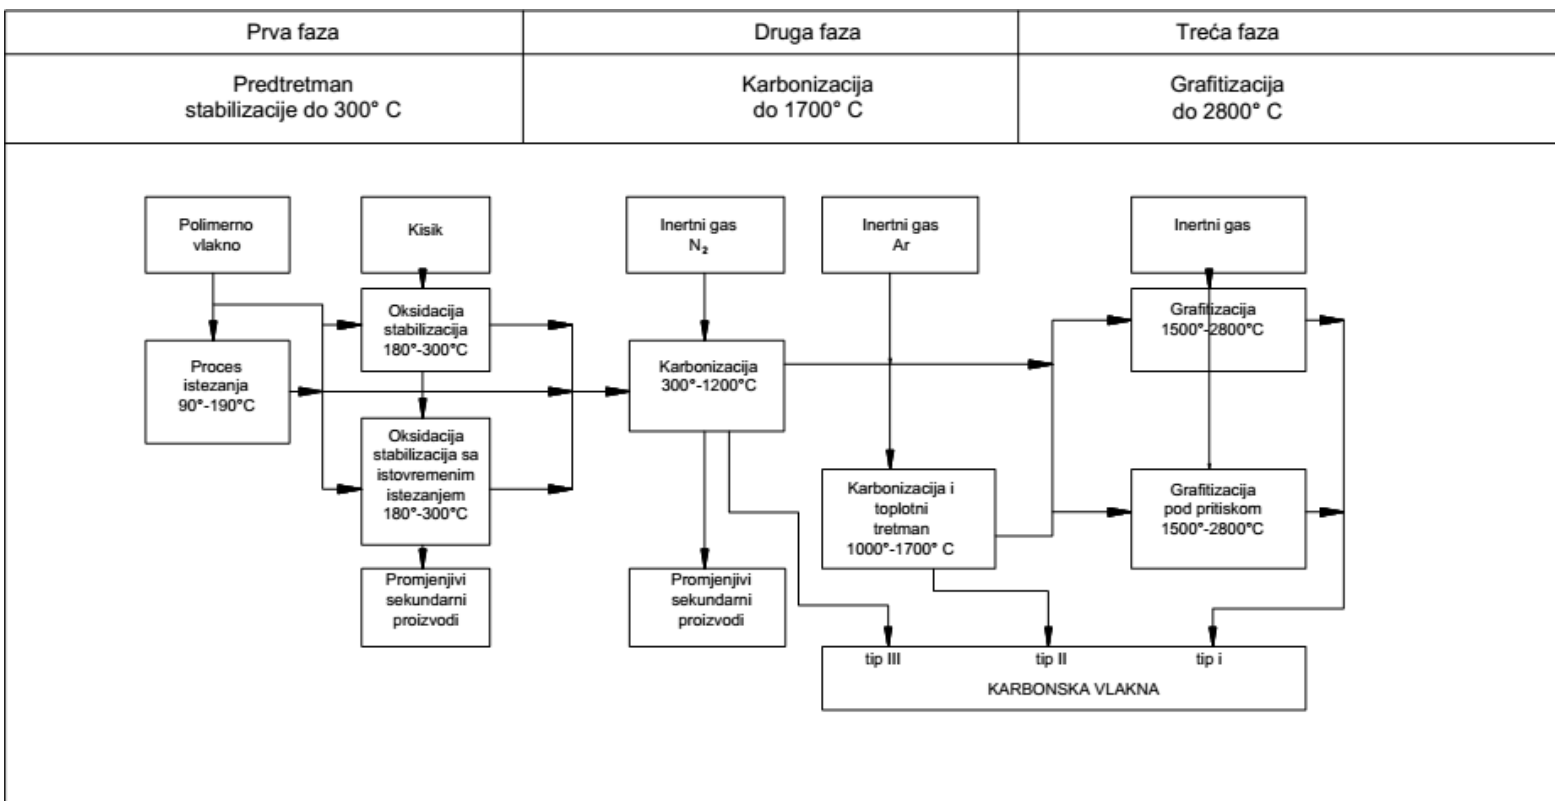 Prva faza
Druga faza
Treća faza
Predtretman
stabilizacije do 300° C
Karbonizacija
do 1700° C
Grafitizacija
do 2800° C
Polimerno
vlakno
Kisik
Inertni gas
N₂
Inertni gas
Ar
Inertni gas
Oksidacija
stabilizacija
180°-300°C
Grafitizacija
1500°-2800°C
Proces
istezanja
90°-190°C
Karbonizacija
300°-1200°C
Oksidacija
stabilizacija sa
istovremenim
istezanjem
180°-300°C
Karbonizacija i
toplotni
tretman
1000°-1700° C
Grafitizacija
pod pritiskom
1500°-2800°C
Promjenjivi
sekundarni
proizvodi
Promjenjivi
sekundarni
proizvodi
tip III
tip II
tip i
KARBONSKA VLAKNA